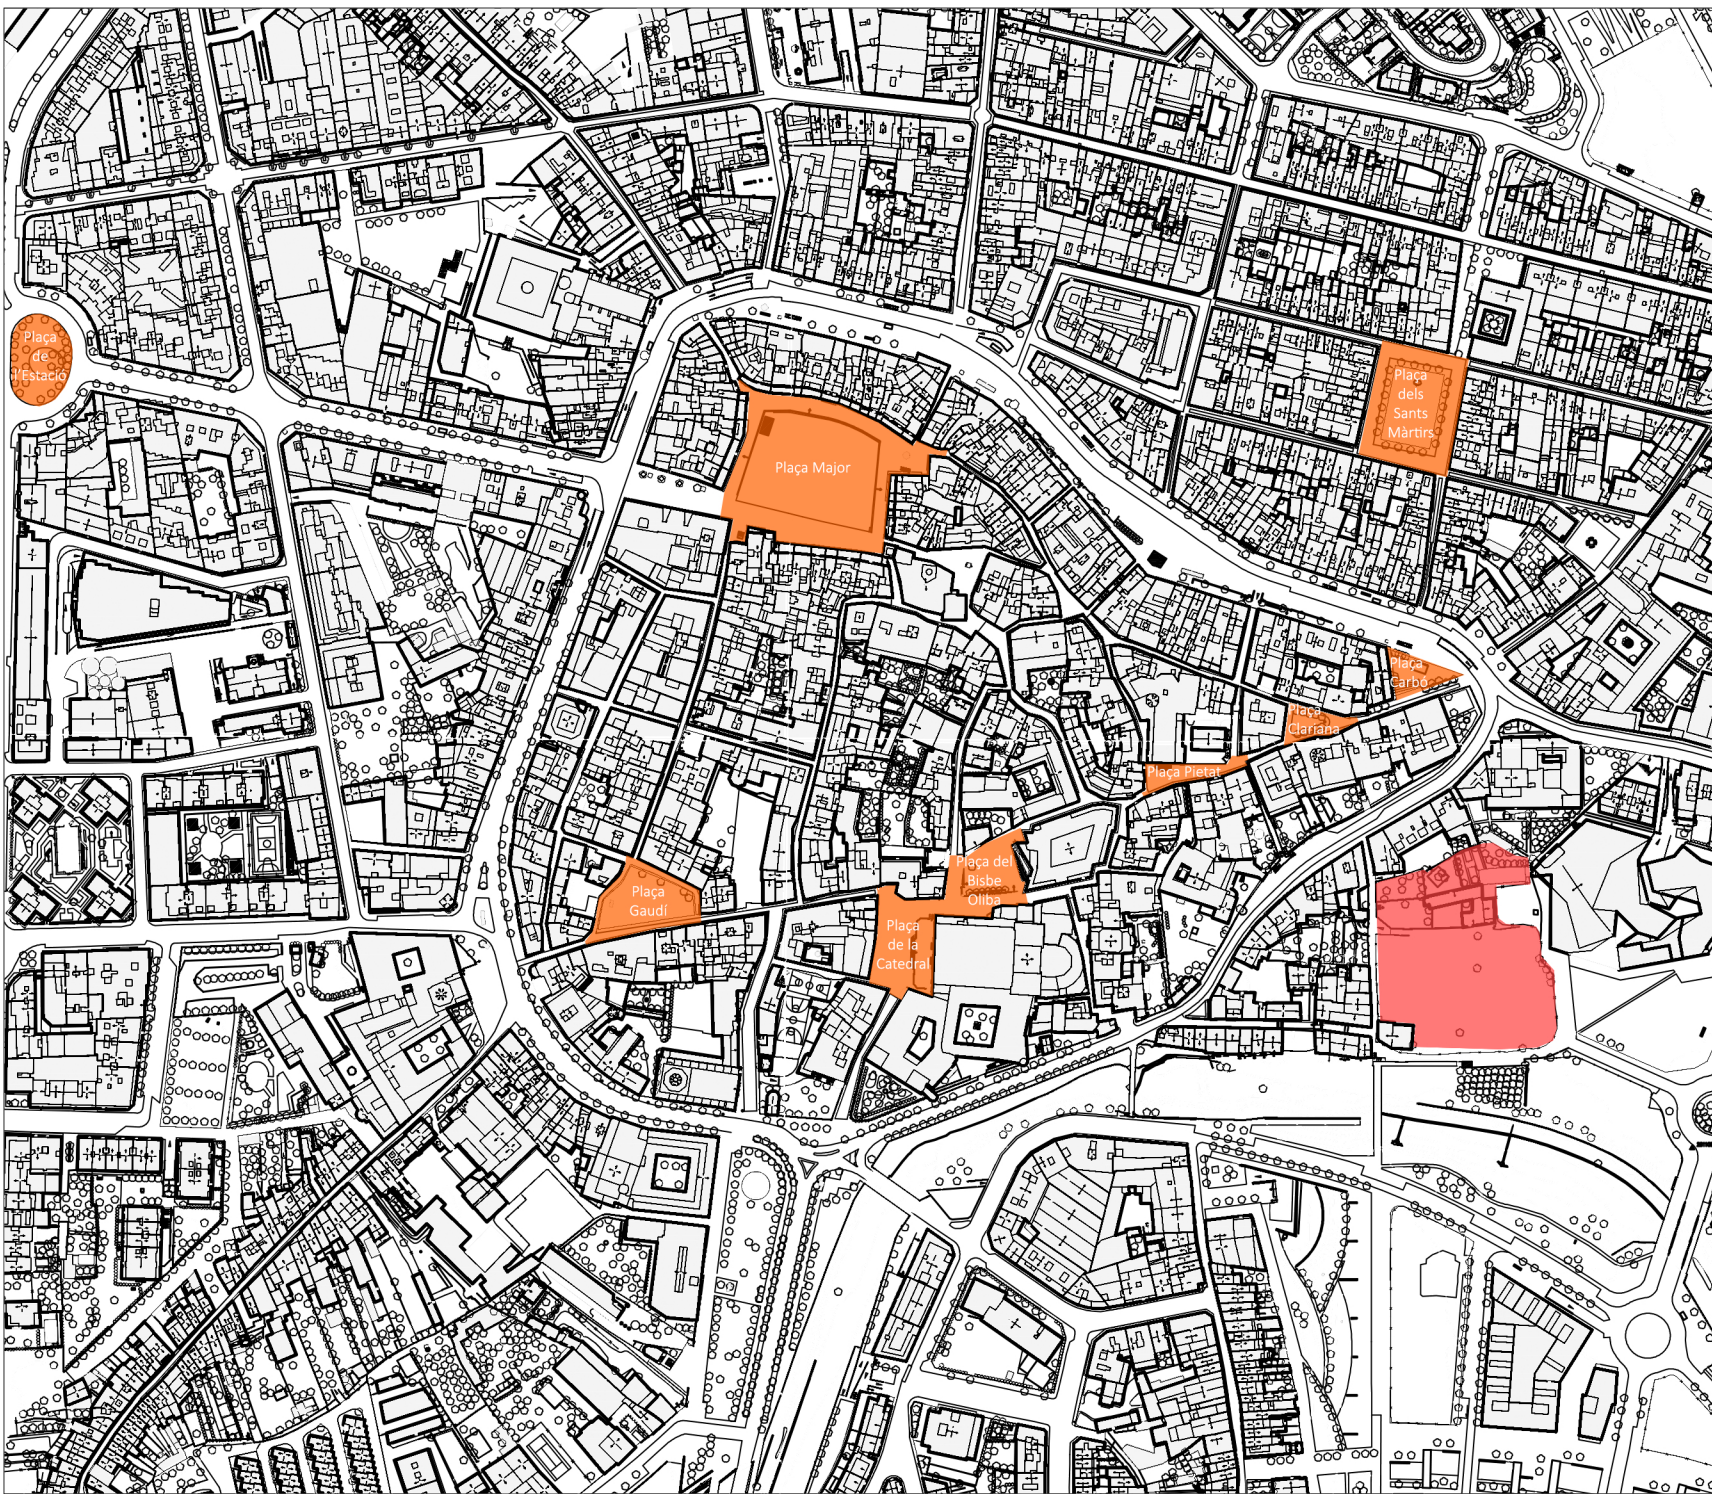 Plaça
de
l'Estació
Plaça
dels
Sants
Màrtirs
Plaça Major
Plaça
Carbó
Plaça
Clariana
Plaça Pietat
Plaça del
Bisbe
Oliba
Plaça
Gaudí
Plaça
de la
Catedral